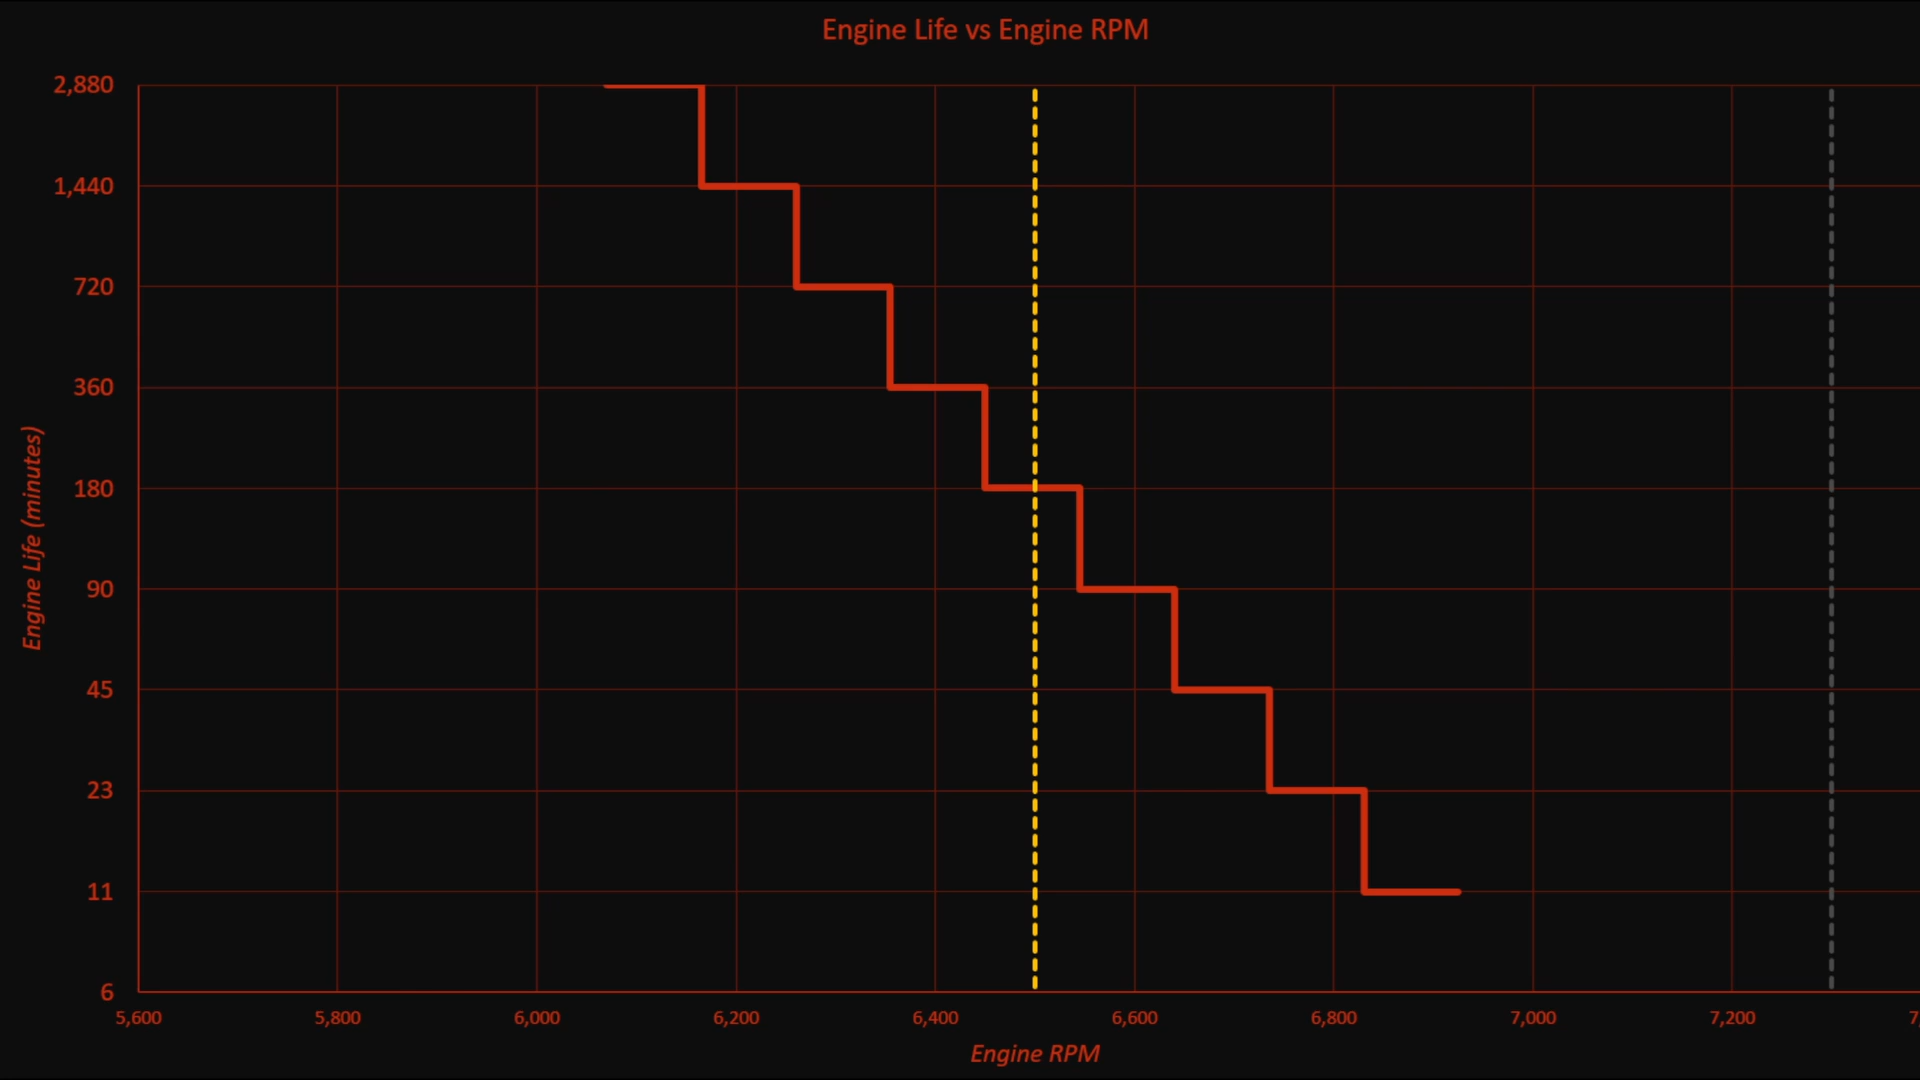 Engine Life vs Engine RPM
2,880
1,440
720
360
180
90
45
23
11
6
Engine Life (minutes)
5,600 5,800 6,000 6,200 6,400 6,600 6,800 7,000 7,200
Engine RPM